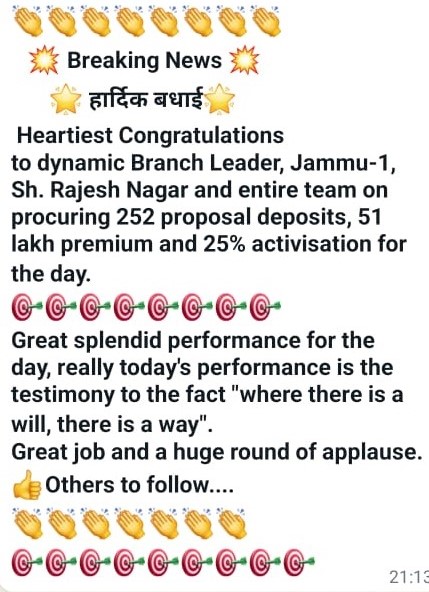 👏👏👏👏👏👏👏👏
💥 Breaking News 💥
🌟 हार्दिक बधाई🌟
Heartiest Congratulations
to dynamic Branch Leader, Jammu-1,
Sh. Rajesh Nagar and entire team on
procuring 252 proposal deposits, 51
lakh premium and 25% activisation for
the day.
🎯🎯🎯🎯🎯🎯🎯🎯
Great splendid performance for the
day, really today's performance is the
testimony to the fact "where there is a
will, there is a way".
Great job and a huge round of applause.
👍Others to follow....
👏👏👏👏👏👏👏
🎯🎯🎯🎯🎯🎯🎯🎯🎯